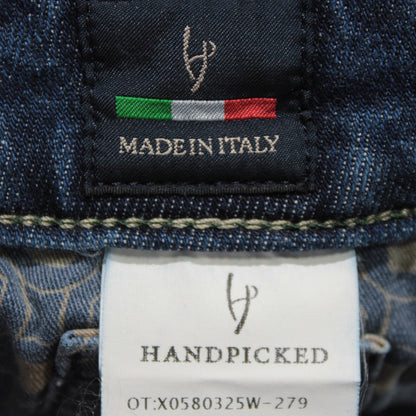 MADE IN ITALY
HANDPICKED
OT:X0580325W-279